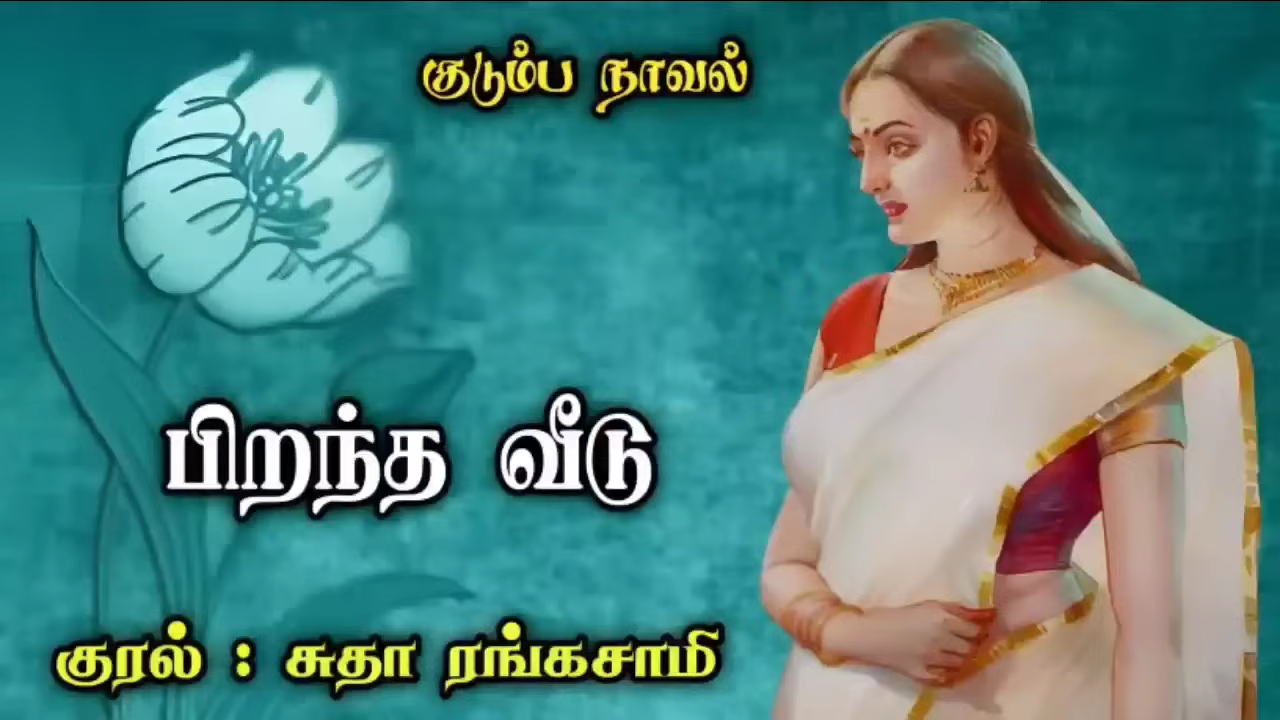 குடும்ப நாவல்
பிறந்த வீடு
குரல் : சுதா ரங்கசாமி